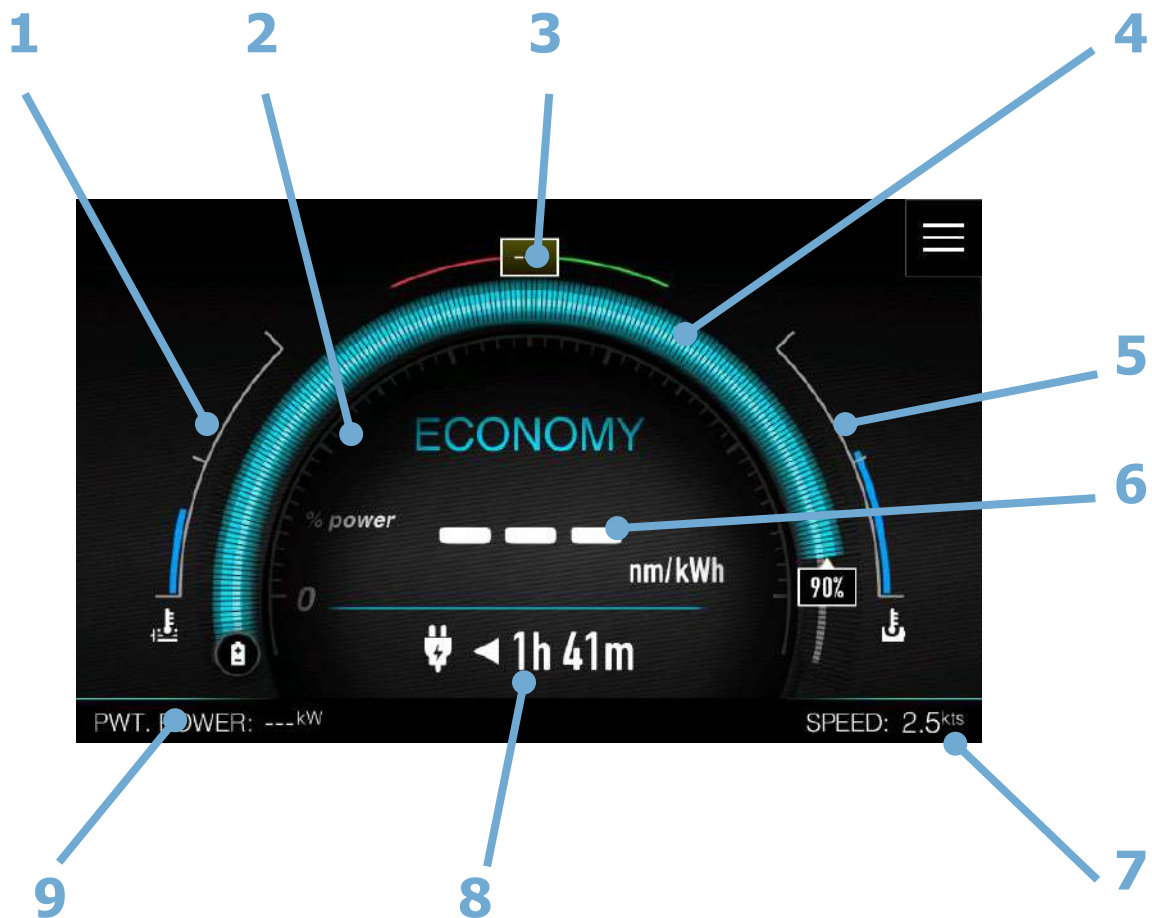 1
2
3
4
--
5
ECONOMY
6
% power
nm/kWh
90%
0
1h 41m
PWT. POWER: ---kW
SPEED: 2.5kts
7
9
8